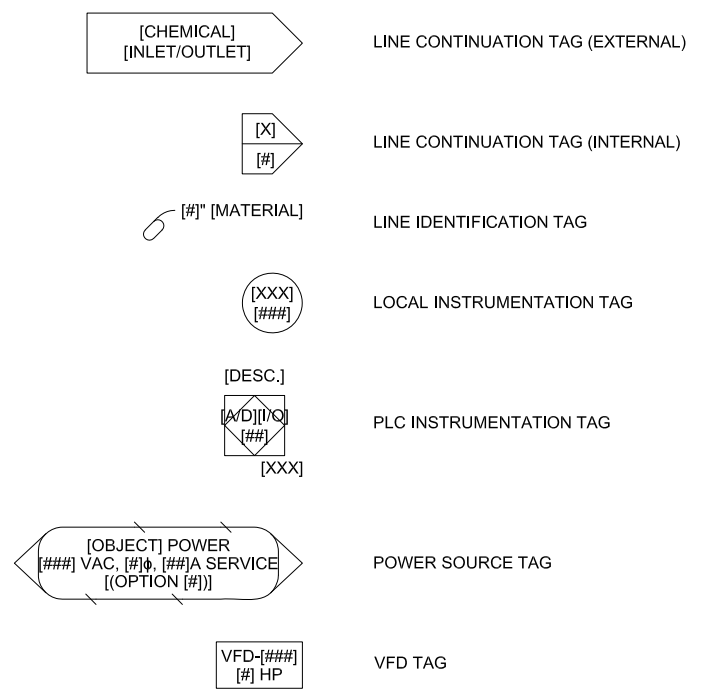 [CHEMICAL]
[INLET/OUTLET]
LINE CONTINUATION TAG (EXTERNAL)
[X]
[#]
LINE CONTINUATION TAG (INTERNAL)
[#]" [MATERIAL]
LINE IDENTIFICATION TAG
[XXX]
[###]
LOCAL INSTRUMENTATION TAG
[DESC.]
[A/D][I/O]
[##]
[XXX]
PLC INSTRUMENTATION TAG
[OBJECT] POWER
[###] VAC, [#]ϕ, [##]A SERVICE
[(OPTION [#])]
POWER SOURCE TAG
VFD-[###]
[#] HP
VFD TAG